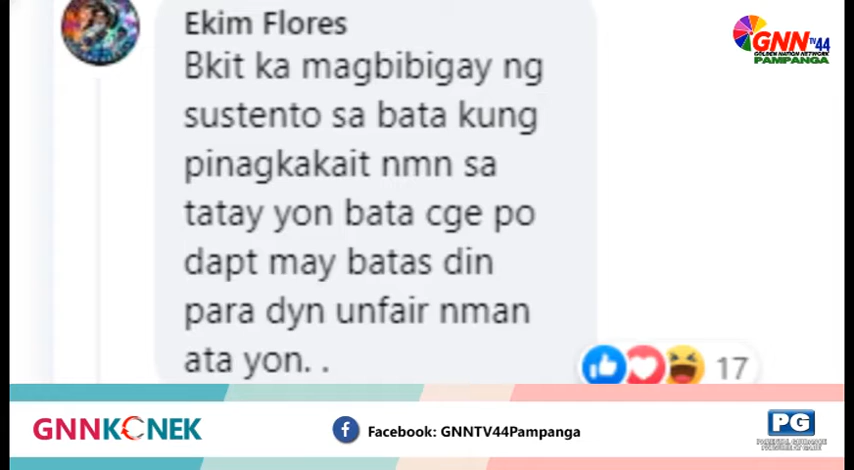 Ekim Flores
Bkit ka magbibigay ng
sustento sa bata kung
pinagkakait nmn sa
tatay yon bata cge po
dapt may batas din
para dyn unfair nman
ata yon. .
17
GNN TV 44
GOLDEN NATION NETWORK
PAMPANGA
GNNKONEK
Facebook: GNNTV44Pampanga
PG